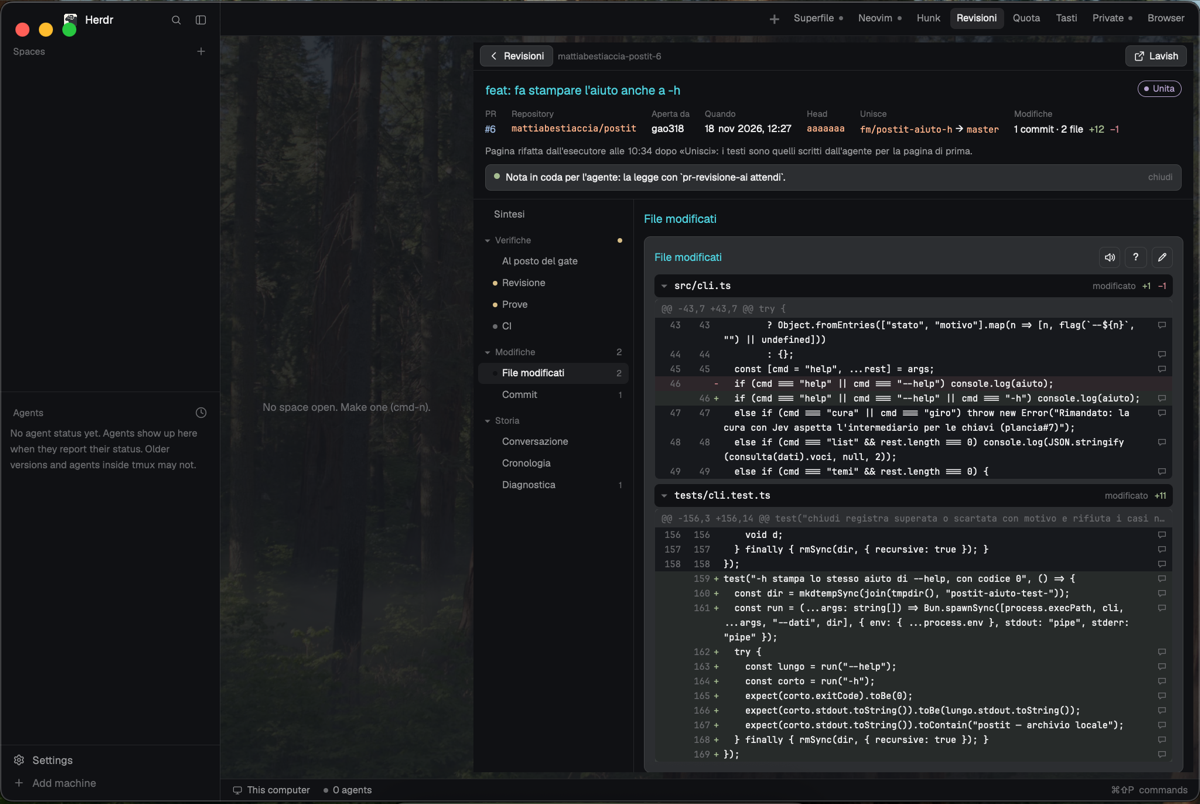 Herdr
Superfile
Neovim
Hunk
Revisioni
Quota
Tasti
Private
Browser
Spaces
Revisioni
mattiabestiaccia-postit-6
Lavish
feat: fa stampare l'aiuto anche a -h
Unita
PR Repository Aperta da Quando Head Unisce Modifiche
#6 mattiabestiaccia/postit gao318 18 nov 2026, 12:27 aaaaaaa fm/postit-aiuto-h → master 1 commit · 2 file +12 −1
Pagina rifatta dall'esecutore alle 10:34 dopo «Unisci»: i testi sono quelli scritti dall'agente per la pagina di prima.
Nota in coda per l'agente: la legge con `pr-revisione-ai attendi`.
chiudi
Sintesi
Verifiche
Al posto del gate
Revisione
Prove
CI
Modifiche 2
File modificati 2
Commit 1
Storia
Conversazione
Cronologia
Diagnostica 1
File modificati
File modificati
?
src/cli.ts modificato +1 −1
@@ -43,7 +43,7 @@ try {
43 43 ? Object.fromEntries(["stato", "motivo"].map(n => [n, flag(`--${n}`,
"") || undefined]))
44 44 : {};
45 45 const [cmd = "help", ...rest] = args;
46 - if (cmd === "help" || cmd === "--help") console.log(aiuto);
46 + if (cmd === "help" || cmd === "--help" || cmd === "-h") console.log(aiuto);
47 47 else if (cmd === "cura" || cmd === "giro") throw new Error("Rimandato: la
cura con Jev aspetta l'intermediario per le chiavi (plancia#7)");
48 48 else if (cmd === "list" && rest.length === 0) console.log(JSON.stringify
(consulta(dati).voci, null, 2));
49 49 else if (cmd === "temi" && rest.length === 0) {
tests/cli.test.ts modificato +11
@@ -156,3 +156,14 @@ test("chiudi registra superata o scartata con motivo e rifiuta i casi n…
156 156 void d;
157 157 } finally { rmSync(dir, { recursive: true }); }
158 158 });
159 + test("-h stampa lo stesso aiuto di --help, con codice 0", () => {
160 + const dir = mkdtempSync(join(tmpdir(), "postit-aiuto-test-"));
161 + const run = (...args: string[]) => Bun.spawnSync([process.execPath, cli,
...args, "--dati", dir], { env: { ...process.env }, stdout: "pipe", stderr:
"pipe" });
162 + try {
163 + const lungo = run("--help");
164 + const corto = run("-h");
165 + expect(corto.exitCode).toBe(0);
166 + expect(corto.stdout.toString()).toBe(lungo.stdout.toString());
167 + expect(corto.stdout.toString()).toContain("postit — archivio locale");
168 + } finally { rmSync(dir, { recursive: true }); }
169 + });
No space open. Make one (cmd-n).
Agents
No agent status yet. Agents show up here
when they report their status. Older
versions and agents inside tmux may not.
Settings
Add machine
This computer
0 agents
⌘⇧P commands